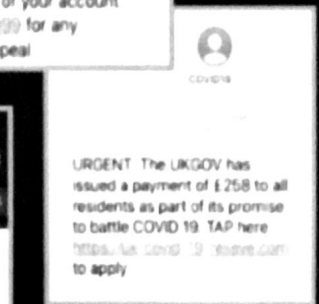 of your account
for any
peal
COVID19
URGENT The UKGOV has
issued a payment of £258 to all
residents as part of its promise
to battle COVID 19. TAP here
to apply